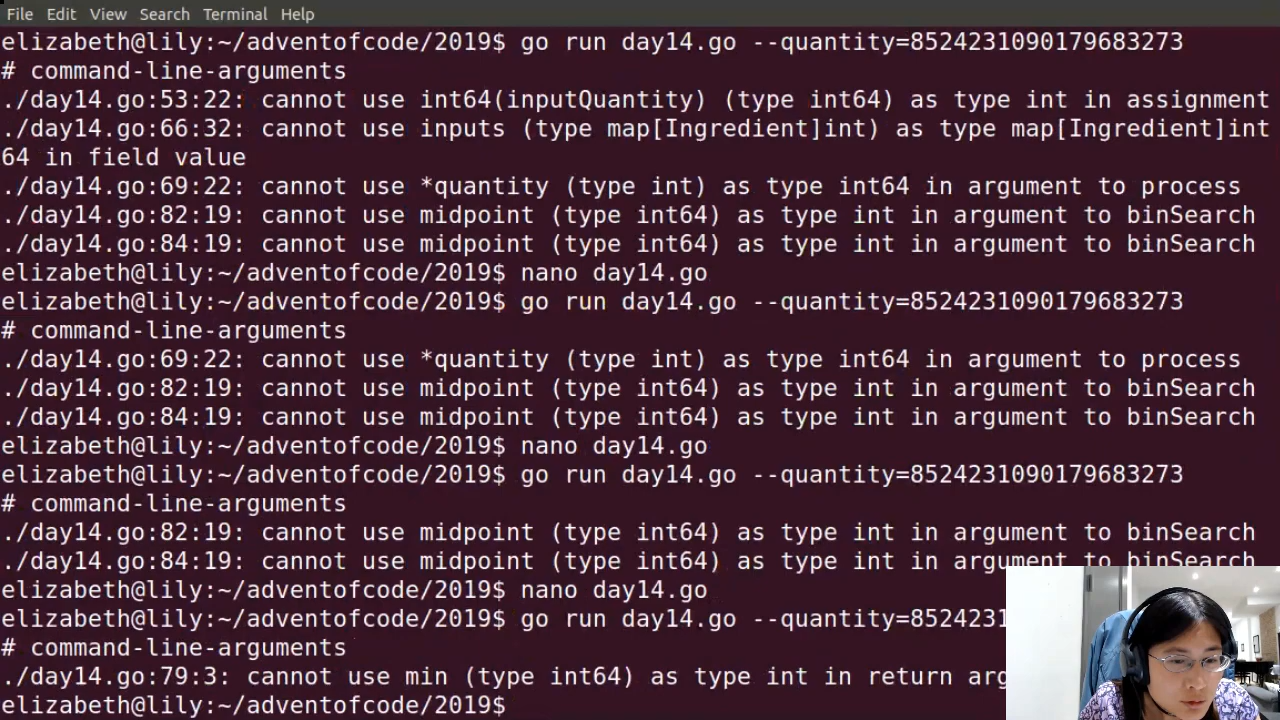 File Edit View Search Terminal Help
elizabeth@lily:~/adventofcode/2019$ go run day14.go --quantity=8524231090179683273
# command-line-arguments
./day14.go:53:22: cannot use int64(inputQuantity) (type int64) as type int in assignment
./day14.go:66:32: cannot use inputs (type map[Ingredient]int) as type map[Ingredient]int
64 in field value
./day14.go:69:22: cannot use *quantity (type int) as type int64 in argument to process
./day14.go:82:19: cannot use midpoint (type int64) as type int in argument to binSearch
./day14.go:84:19: cannot use midpoint (type int64) as type int in argument to binSearch
elizabeth@lily:~/adventofcode/2019$ nano day14.go
elizabeth@lily:~/adventofcode/2019$ go run day14.go --quantity=8524231090179683273
# command-line-arguments
./day14.go:69:22: cannot use *quantity (type int) as type int64 in argument to process
./day14.go:82:19: cannot use midpoint (type int64) as type int in argument to binSearch
./day14.go:84:19: cannot use midpoint (type int64) as type int in argument to binSearch
elizabeth@lily:~/adventofcode/2019$ nano day14.go
elizabeth@lily:~/adventofcode/2019$ go run day14.go --quantity=8524231090179683273
# command-line-arguments
./day14.go:82:19: cannot use midpoint (type int64) as type int in argument to binSearch
./day14.go:84:19: cannot use midpoint (type int64) as type int in argument to binSearch
elizabeth@lily:~/adventofcode/2019$ nano day14.go
elizabeth@lily:~/adventofcode/2019$ go run day14.go --quantity=852423
# command-line-arguments
./day14.go:79:3: cannot use min (type int64) as type int in return arg
elizabeth@lily:~/adventofcode/2019$